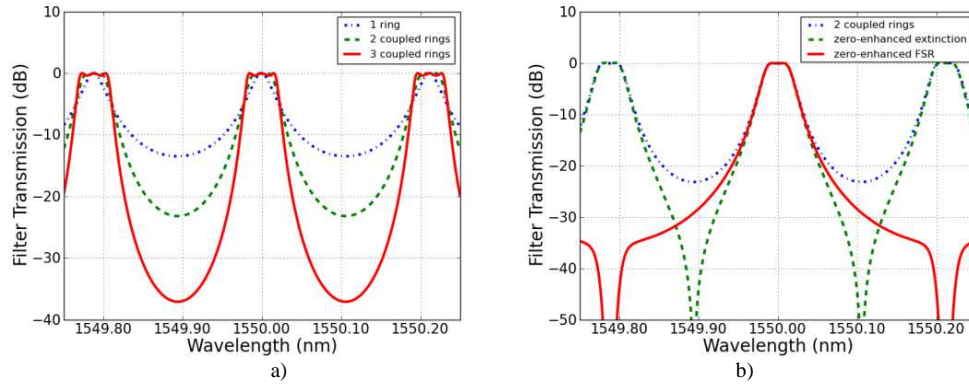 10
0
−10
−20
−30
−40
Filter Transmission (dB)
1 ring
2 coupled rings
3 coupled rings
1549.80 1549.90 1550.00 1550.10 1550.20
Wavelength (nm)
a)
10
0
−10
−20
−30
−40
−50
Filter Transmission (dB)
2 coupled rings
zero-enhanced extinction
zero-enhanced FSR
1549.80 1549.90 1550.00 1550.10 1550.20
Wavelength (nm)
b)